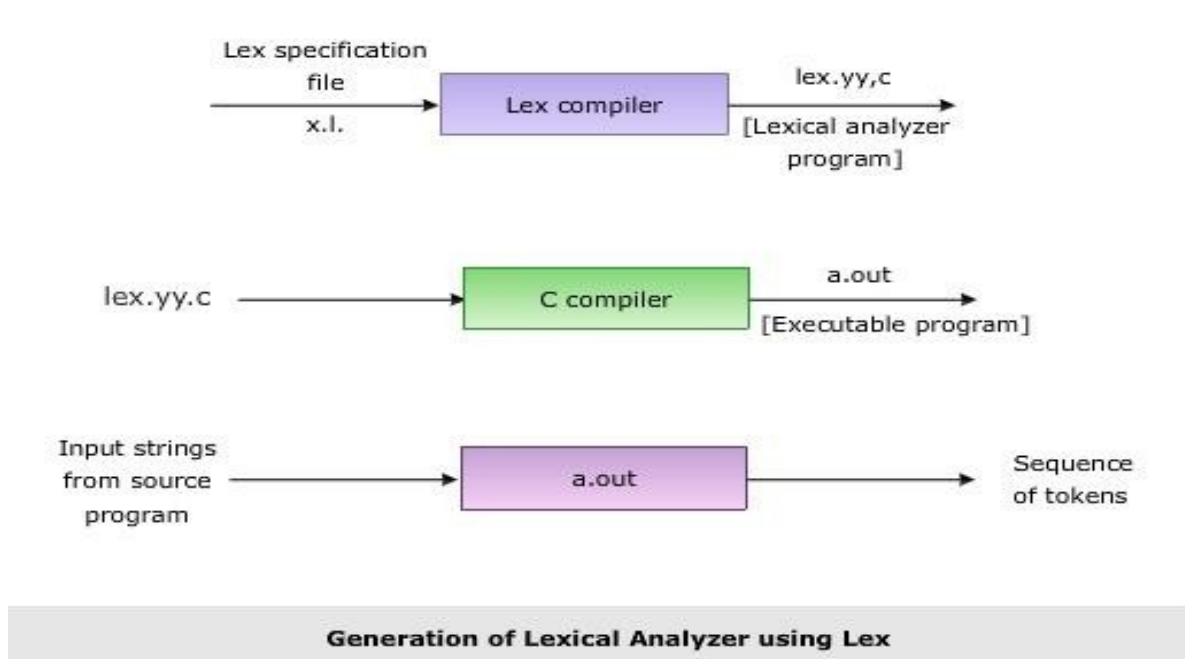 Lex specification
file
x.l.
Lex compiler
lex.yy,c
[Lexical analyzer
program]
lex.yy.c
C compiler
a.out
[Executable program]
Input strings
from source
program
a.out
Sequence
of tokens
Generation of Lexical Analyzer using Lex